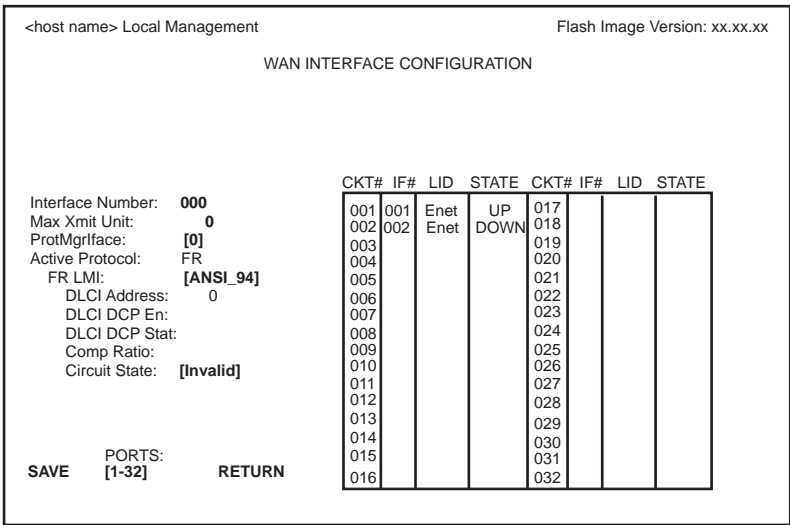 <host name> Local Management Flash Image Version: xx.xx.xx
WAN INTERFACE CONFIGURATION
CKT# IF# LID STATE CKT# IF# LID STATE
Interface Number: 000
Max Xmit Unit: 0
ProtMgrIface: [0]
Active Protocol: FR
FR LMI: [ANSI_94]
DLCI Address: 0
DLCI DCP En:
DLCI DCP Stat:
Comp Ratio:
Circuit State: [Invalid]
001 001 Enet UP 017
002 002 Enet DOWN 018
003 019
004 020
005 021
006 022
007 023
008 024
009 025
010 026
011 027
012 028
013 029
014 030
015 031
016 032
PORTS:
SAVE [1-32] RETURN